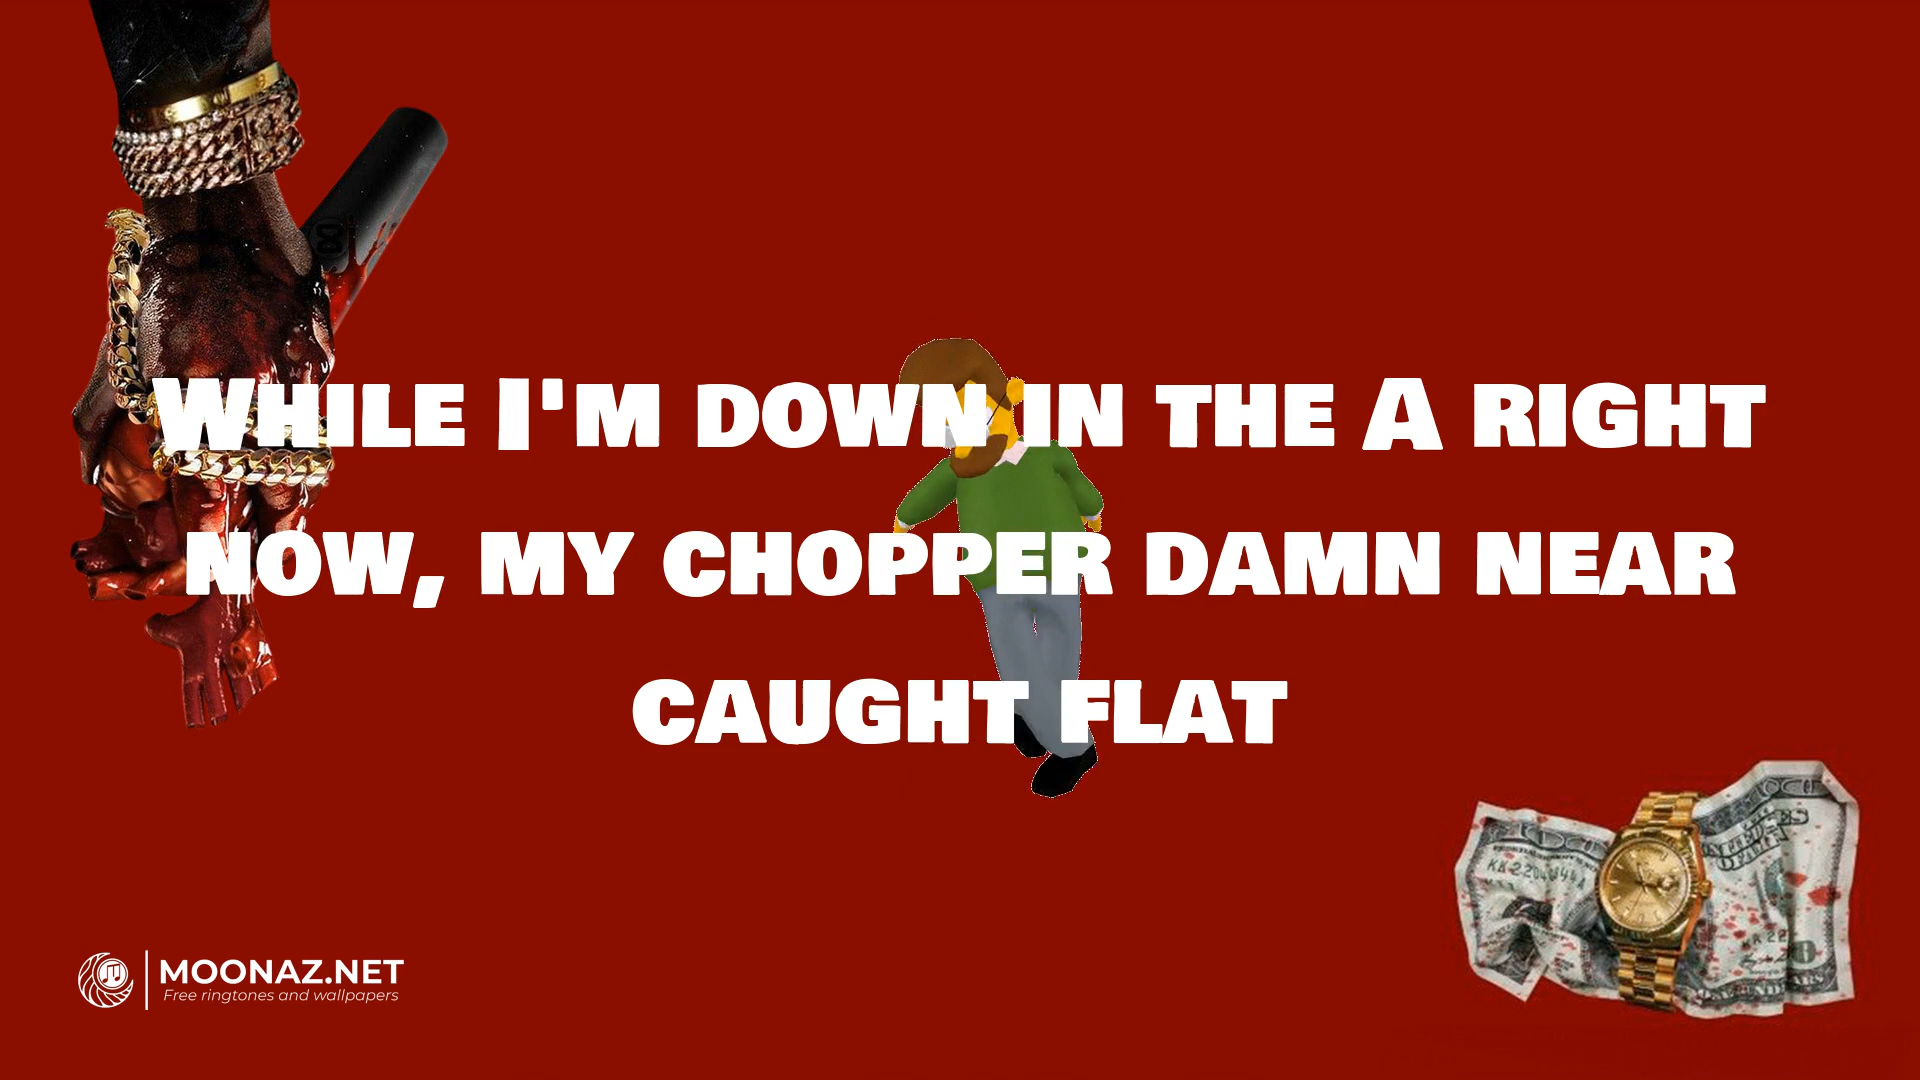 While I'm down in the A right
now, my chopper damn near
caught flat
MOONAZ.NET
Free ringtones and wallpapers